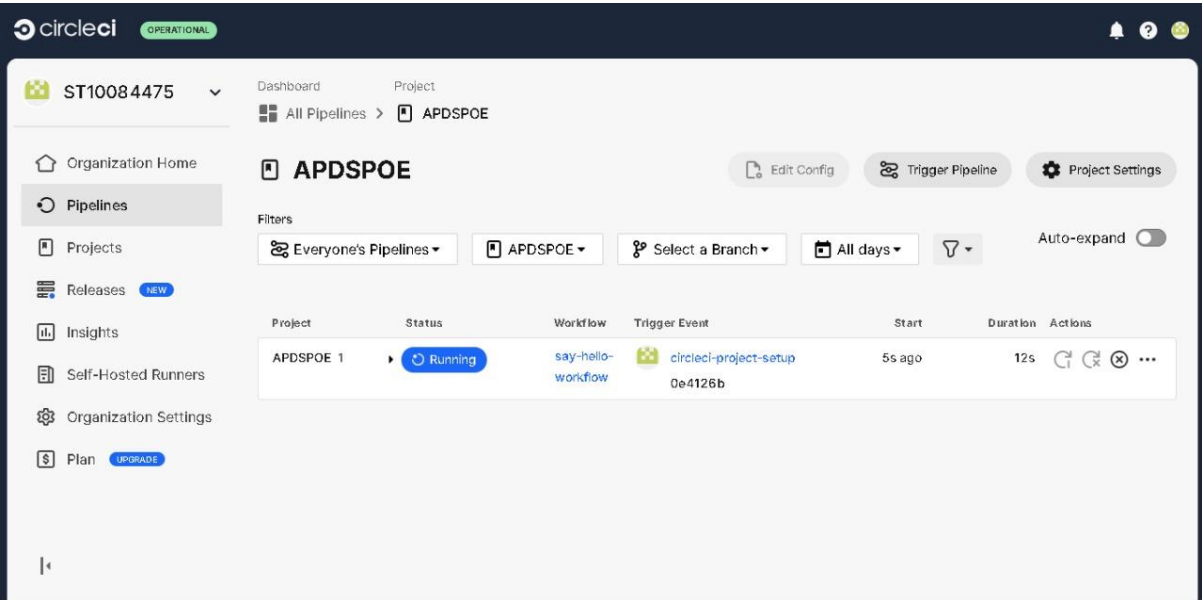 circleci OPERATIONAL
ST10084475
Organization Home
Pipelines
Projects
Releases NEW
Insights
Self-Hosted Runners
Organization Settings
Plan UPGRADE
Dashboard Project
All Pipelines > APDSPOE
APDSPOE
Edit Config Trigger Pipeline Project Settings
Filters
Everyone's Pipelines APDSPOE Select a Branch All days Auto-expand
Project Status Workflow Trigger Event Start Duration Actions
APDSPOE 1 Running say-hello- circleci-project-setup 5s ago 12s
workflow 0e4126b